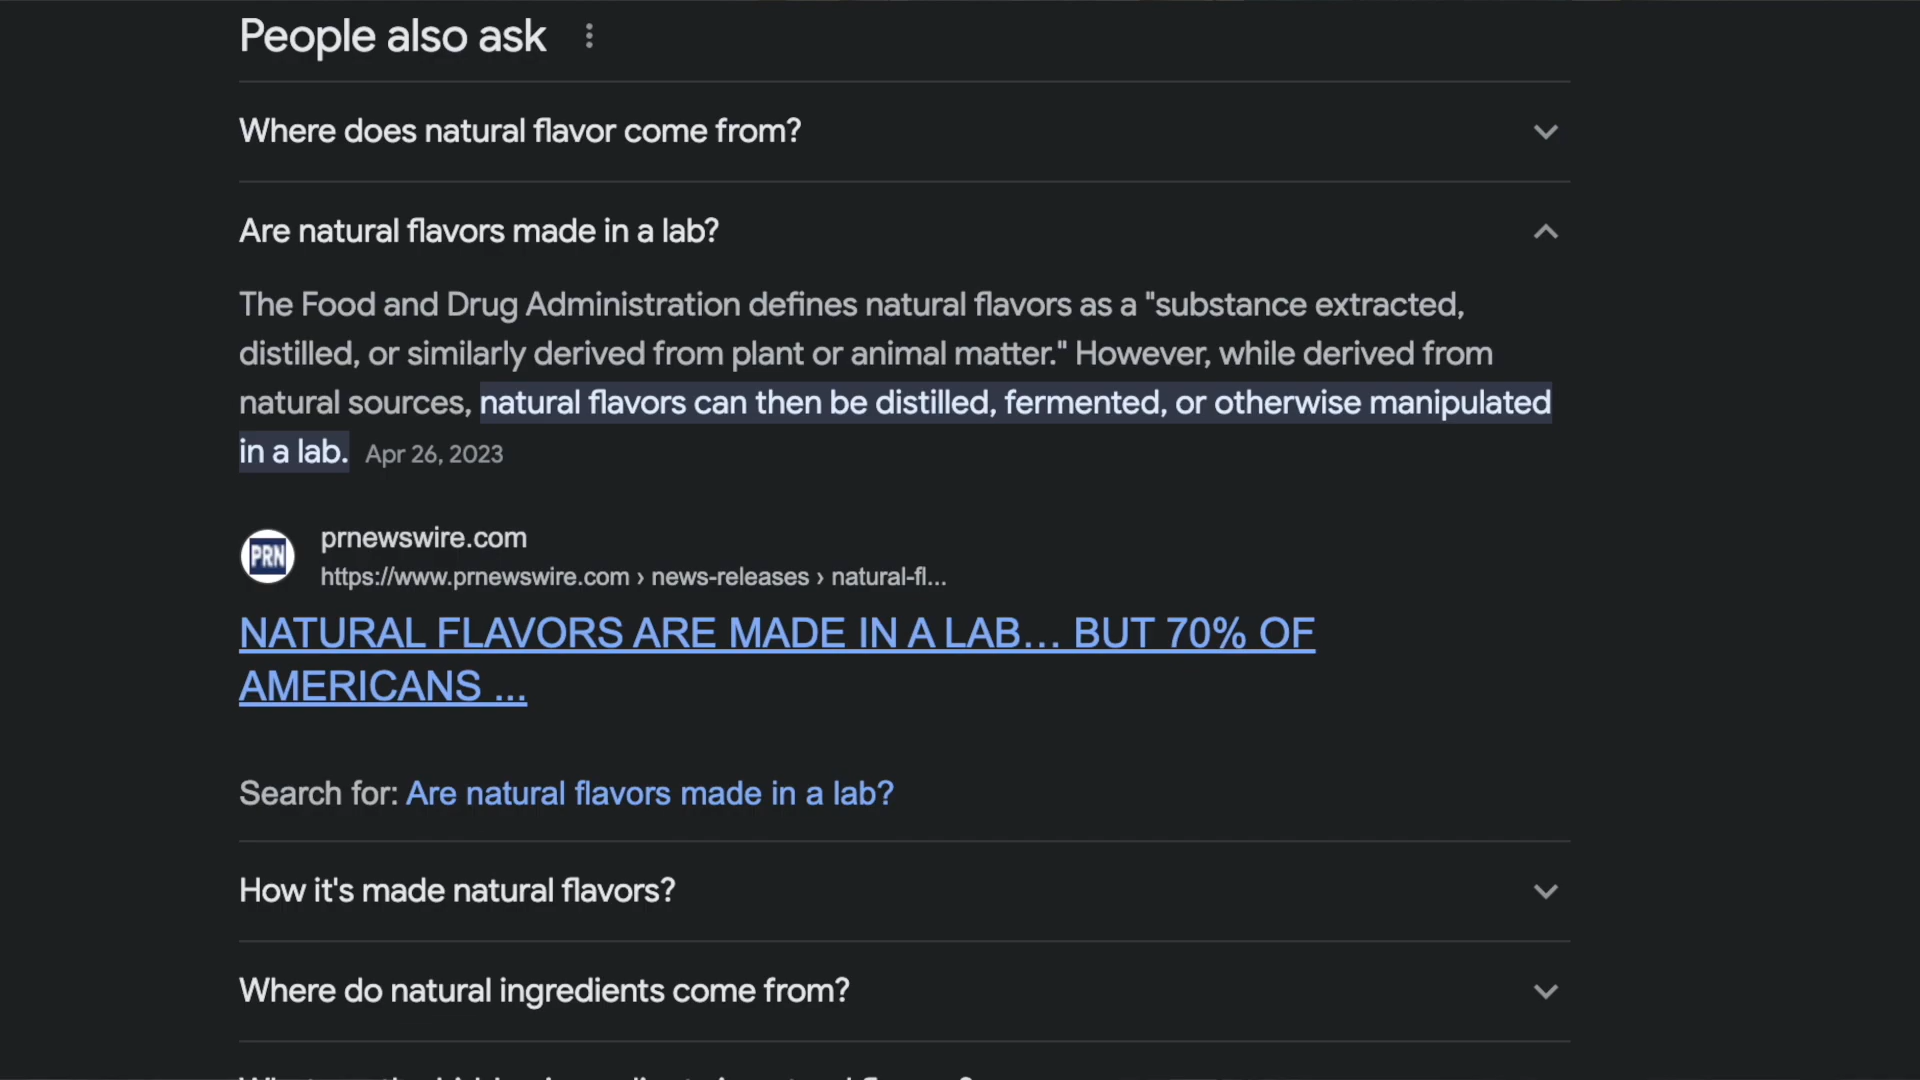 People also ask
Where does natural flavor come from?
Are natural flavors made in a lab?
The Food and Drug Administration defines natural flavors as a "substance extracted,
distilled, or similarly derived from plant or animal matter." However, while derived from
natural sources, natural flavors can then be distilled, fermented, or otherwise manipulated
in a lab. Apr 26, 2023
PRN
prnewswire.com
https://www.prnewswire.com › news-releases › natural-fl...
NATURAL FLAVORS ARE MADE IN A LAB... BUT 70% OF
AMERICANS ...
Search for: Are natural flavors made in a lab?
How it's made natural flavors?
Where do natural ingredients come from?